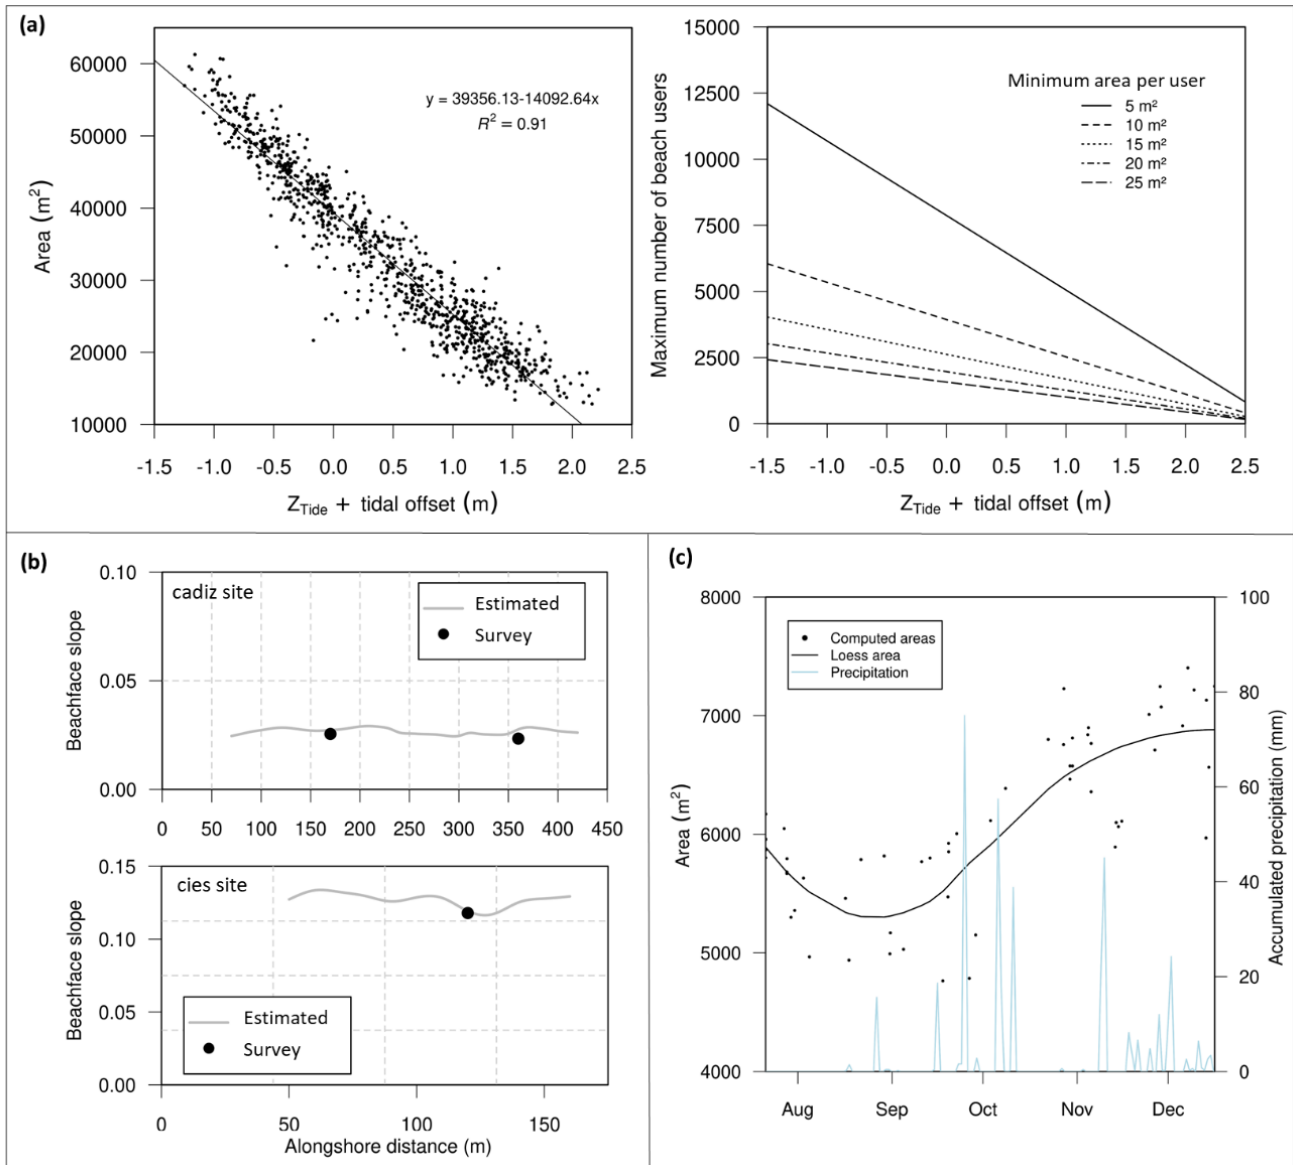 (a)
60000
50000
40000
30000
20000
10000
Area (m²)
y = 39356.13-14092.64x
R² = 0.91
-1.5 -1.0 -0.5 0.0 0.5 1.0 1.5 2.0 2.5
Z_Tide + tidal offset (m)
15000
12500
10000
7500
5000
2500
0
Maximum number of beach users
Minimum area per user
5 m²
10 m²
15 m²
20 m²
25 m²
-1.5 -1.0 -0.5 0.0 0.5 1.0 1.5 2.0 2.5
Z_Tide + tidal offset (m)
(b)
0.10
0.05
0.00
Beachface slope
cadiz site
Estimated
Survey
0 50 100 150 200 250 300 350 400 450
0.15
0.10
0.05
0.00
Beachface slope
cies site
Estimated
Survey
0 50 100 150
Alongshore distance (m)
(c)
8000
7000
6000
5000
4000
Area (m²)
Computed areas
Loess area
Precipitation
100
80
60
40
20
0
Accumulated precipitation (mm)
Aug Sep Oct Nov Dec